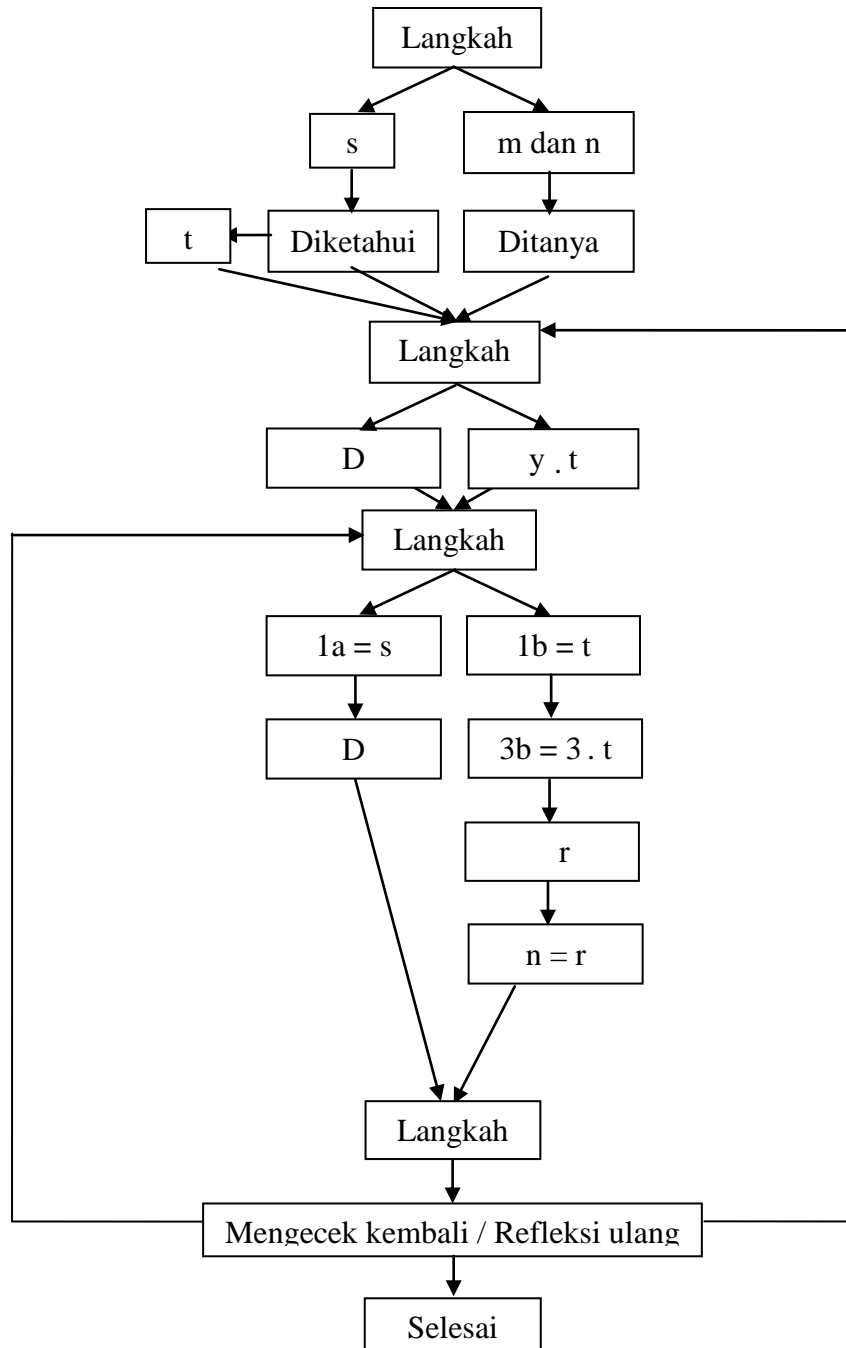 Langkah
s
m dan n
t
Diketahui
Ditanya
Langkah
D
y . t
Langkah
1a = s
1b = t
D
3b = 3 . t
r
n = r
Langkah
Mengecek kembali / Refleksi ulang
Selesai